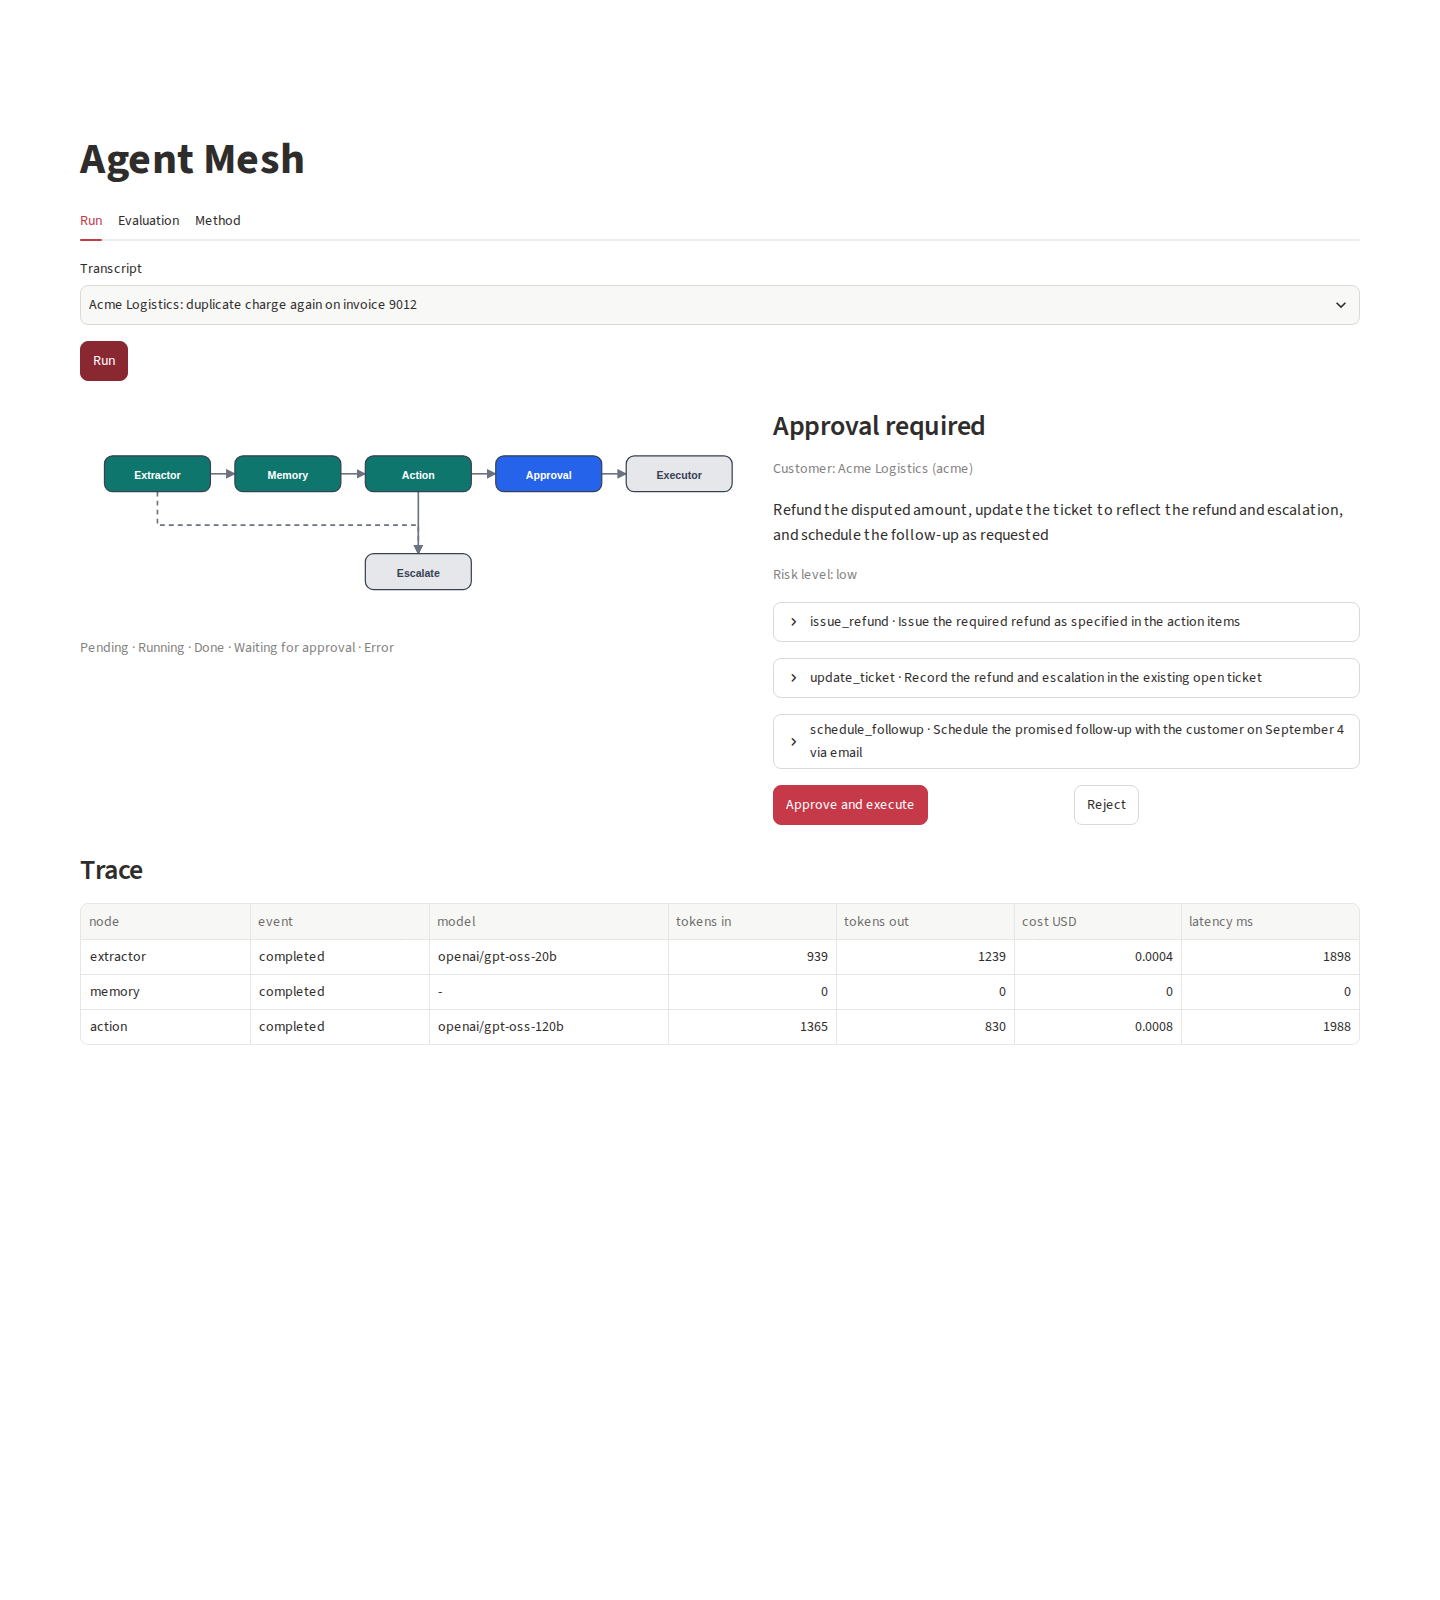 Agent Mesh
Run Evaluation Method
Transcript
Acme Logistics: duplicate charge again on invoice 9012
Run
Extractor Memory Action Approval Executor
Escalate
Pending · Running · Done · Waiting for approval · Error
Approval required
Customer: Acme Logistics (acme)
Refund the disputed amount, update the ticket to reflect the refund and escalation,
and schedule the follow-up as requested
Risk level: low
issue_refund · Issue the required refund as specified in the action items
update_ticket · Record the refund and escalation in the existing open ticket
schedule_followup · Schedule the promised follow-up with the customer on September 4
via email
Approve and execute Reject
Trace
node event model tokens in tokens out cost USD latency ms
extractor completed openai/gpt-oss-20b 939 1239 0.0004 1898
memory completed - 0 0 0 0
action completed openai/gpt-oss-120b 1365 830 0.0008 1988